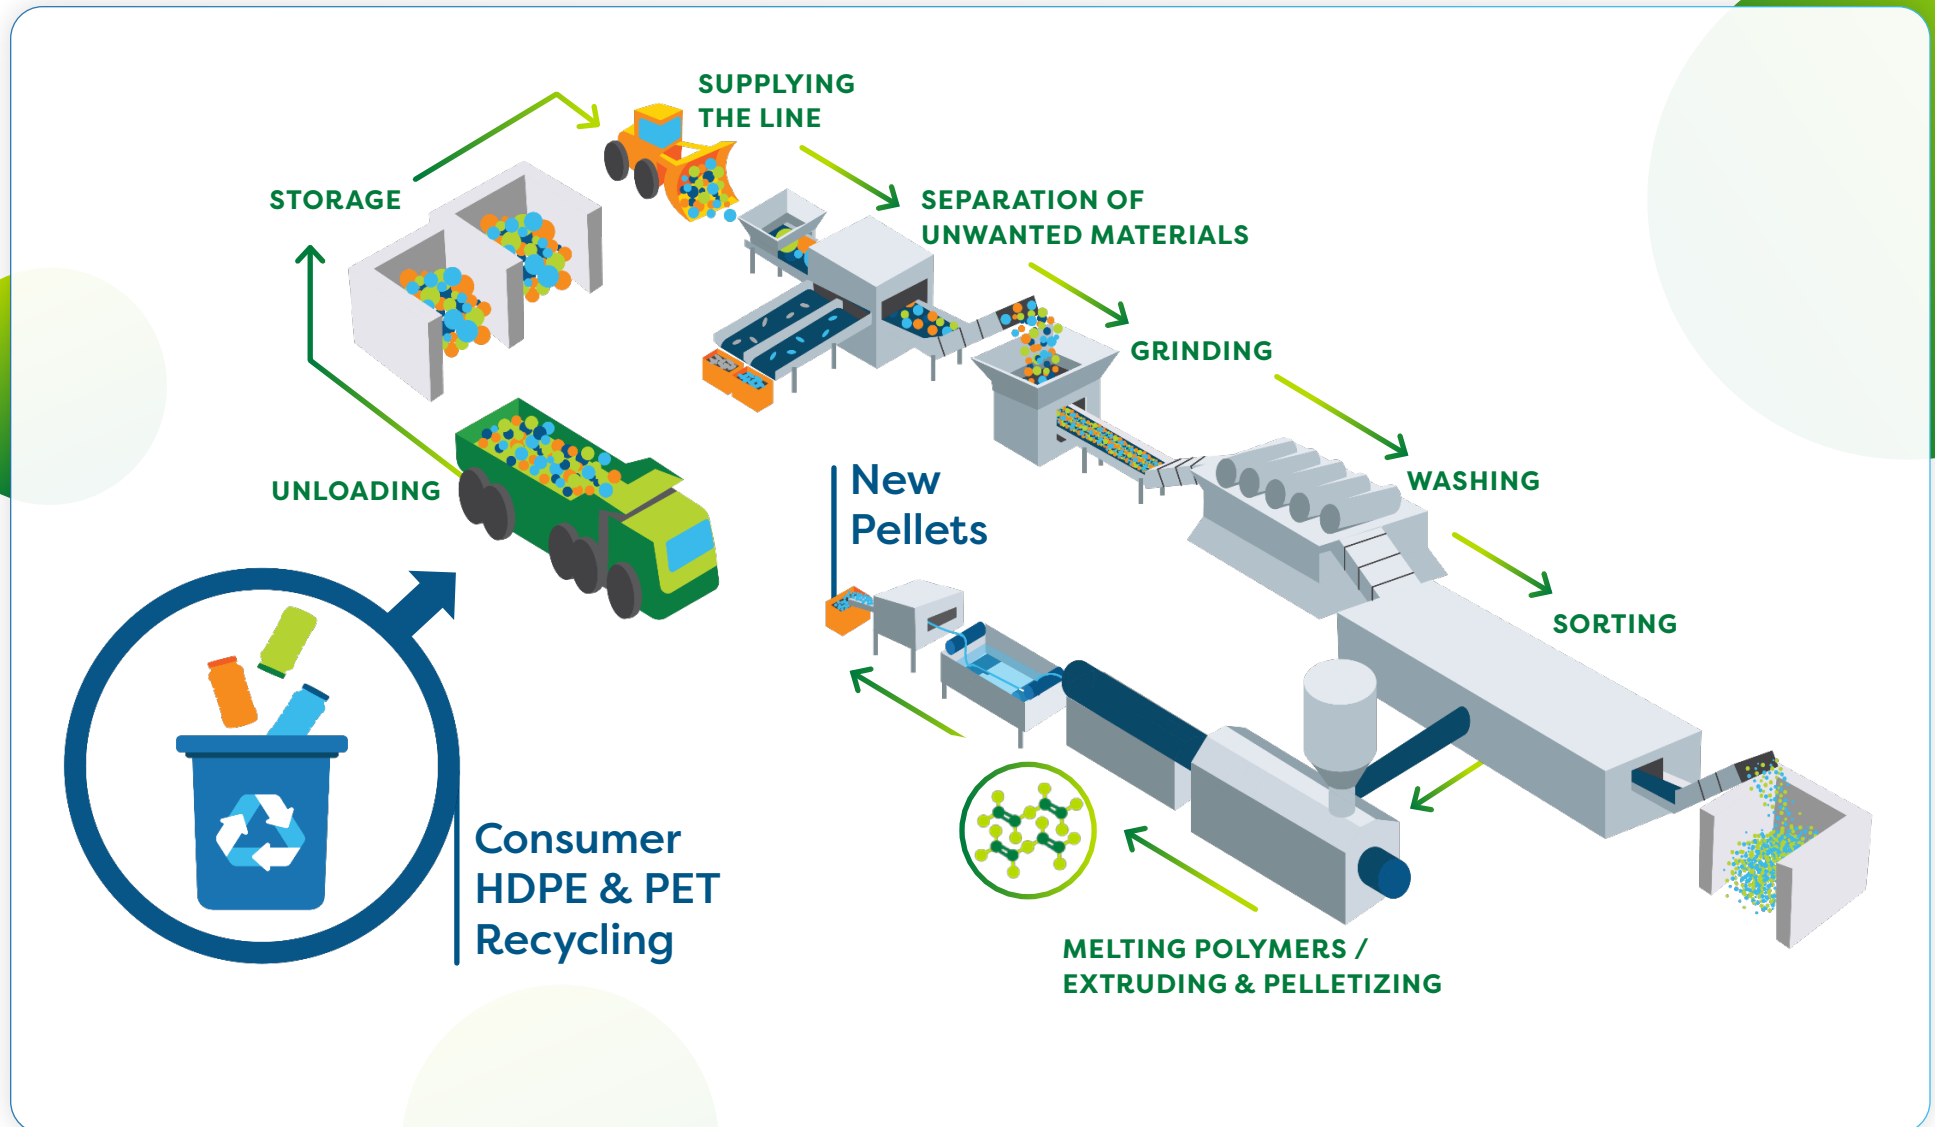 Consumer
HDPE & PET
Recycling
UNLOADING
STORAGE
SUPPLYING
THE LINE
SEPARATION OF
UNWANTED MATERIALS
GRINDING
WASHING
SORTING
MELTING POLYMERS /
EXTRUDING & PELLETIZING
New
Pellets